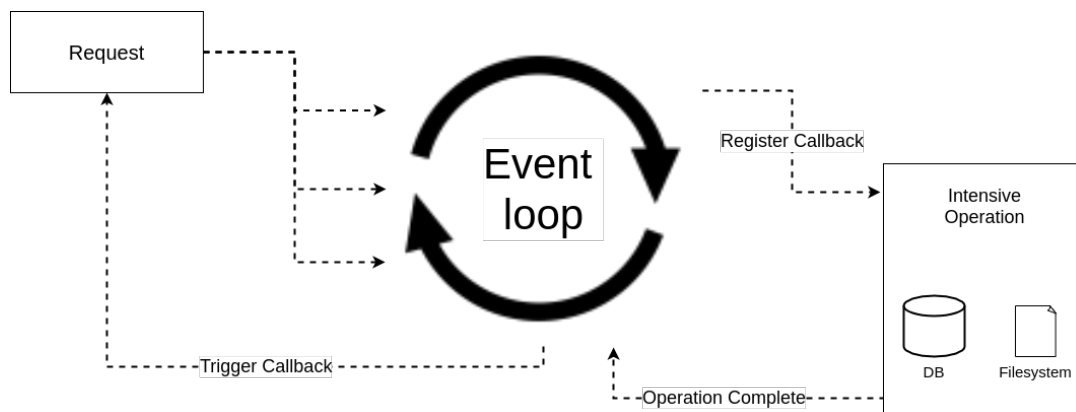 Request
Event
loop
Register Callback
Intensive
Operation
DB
Filesystem
Trigger Callback
Operation Complete